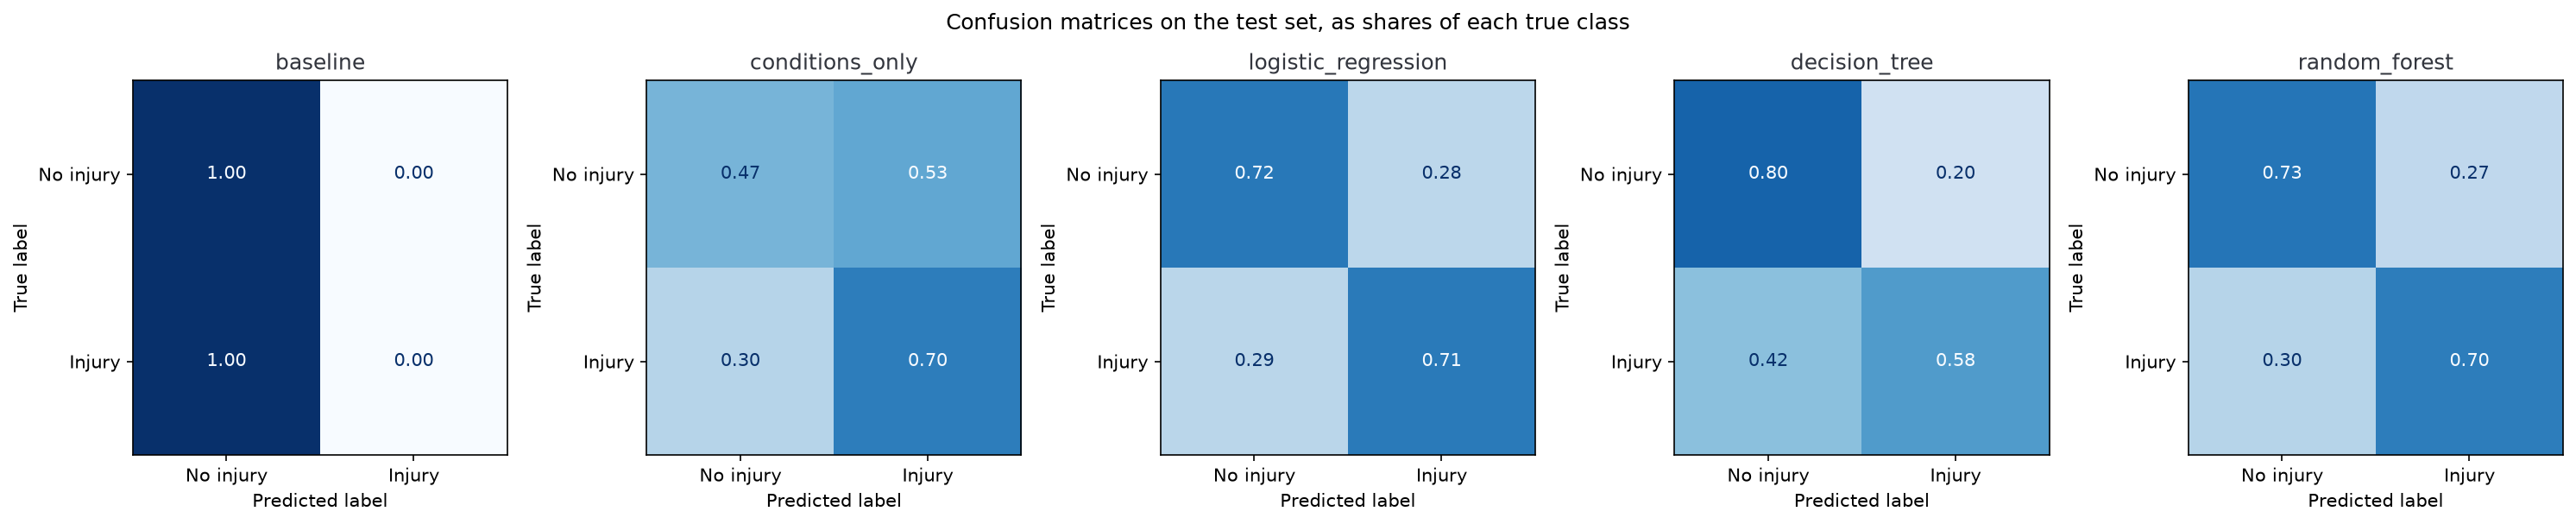 Confusion matrices on the test set, as shares of each true class
baseline
True label
No injury
1.00 0.00
Injury
1.00 0.00
No injury Injury
Predicted label
conditions_only
True label
No injury
0.47 0.53
Injury
0.30 0.70
No injury Injury
Predicted label
logistic_regression
True label
No injury
0.72 0.28
Injury
0.29 0.71
No injury Injury
Predicted label
decision_tree
True label
No injury
0.80 0.20
Injury
0.42 0.58
No injury Injury
Predicted label
random_forest
True label
No injury
0.73 0.27
Injury
0.30 0.70
No injury Injury
Predicted label